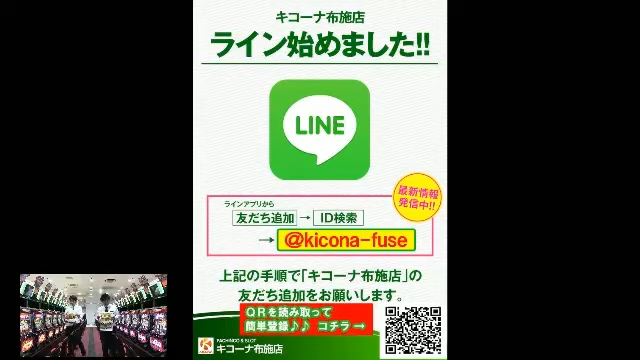 キコーナ布施店
ライン始めました!!
LINE
最新情報
発信中!!
ラインアプリから
友だち追加 → ID検索
→ @kicona-fuse
上記の手順で「キコーナ布施店」の
友だち追加をお願いします。
QRを読み取って
簡単登録♪♪ コチラ→
PACHINCO & SLOT
キコーナ布施店